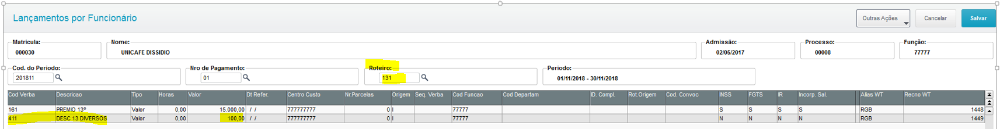 Lançamentos por Funcionário
Outras Ações
Cancelar
Salvar
Matricula: Nome: Admissão: Processo: Função:
000030 UNICAFE DISSIDIO 02/05/2017 00008 77777
Cod. do Periodo: Nro de Pagamento: Roteiro: Periodo:
201811 01 131 01/11/2018 - 30/11/2018
Cod Verba Descricao Tipo Horas Valor Dt Refer. Centro Custo Nr.Parcelas Origem Seq. Verba Cod Funcao Cod Departam ID. Compl. Rot.Origem Cod. Convoc INSS FGTS IR Incorp. Sal. Alias WT Recno WT
161 PREMIO 13º Valor 0,00 15.000,00 / / 777777777 0 I 77777 S S S S RGB 1448
411 DESC 13 DIVERSOS Valor 0,00 100,00 / / 777777777 0 I 77777 N N N N RGB 1449